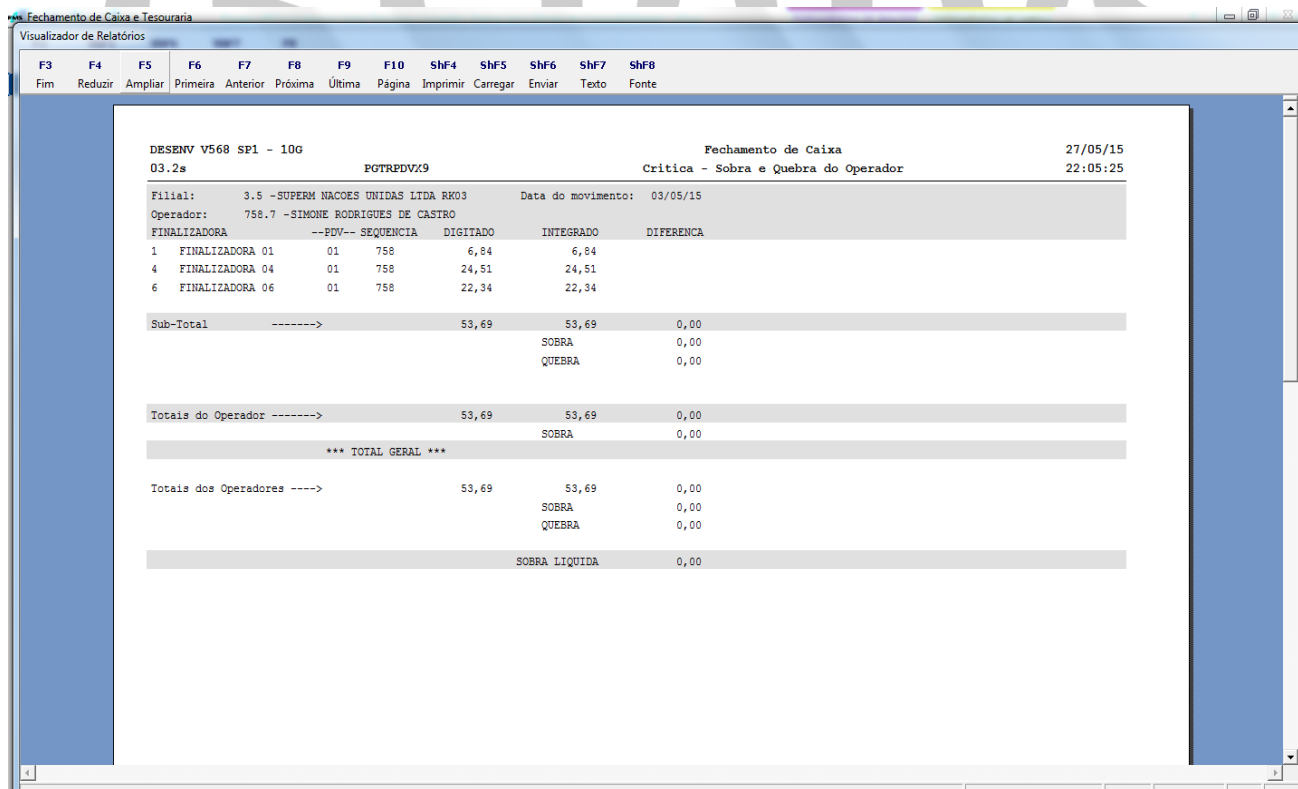 Fechamento de Caixa e Tesouraria
Visualizador de Relatórios
F3 F4 F5 F6 F7 F8 F9 F10 ShF4 ShF5 ShF6 ShF7 ShF8
Fim Reduzir Ampliar Primeira Anterior Próxima Última Página Imprimir Carregar Enviar Texto Fonte
DESENV V568 SP1 - 10G Fechamento de Caixa 27/05/15
03.2s PGTRPDVX9 Critica - Sobra e Quebra do Operador 22:05:25
Filial: 3.5 -SUPERM NACOES UNIDAS LTDA RK03 Data do movimento: 03/05/15
Operador: 758.7 -SIMONE RODRIGUES DE CASTRO
FINALIZADORA --PDV-- SEQUENCIA DIGITADO INTEGRADO DIFERENCA
1 FINALIZADORA 01 01 758 6,84 6,84
4 FINALIZADORA 04 01 758 24,51 24,51
6 FINALIZADORA 06 01 758 22,34 22,34
Sub-Total -------> 53,69 53,69 0,00
SOBRA 0,00
QUEBRA 0,00
Totais do Operador -------> 53,69 53,69 0,00
SOBRA 0,00
*** TOTAL GERAL ***
Totais dos Operadores ----> 53,69 53,69 0,00
SOBRA 0,00
QUEBRA 0,00
SOBRA LIQUIDA 0,00